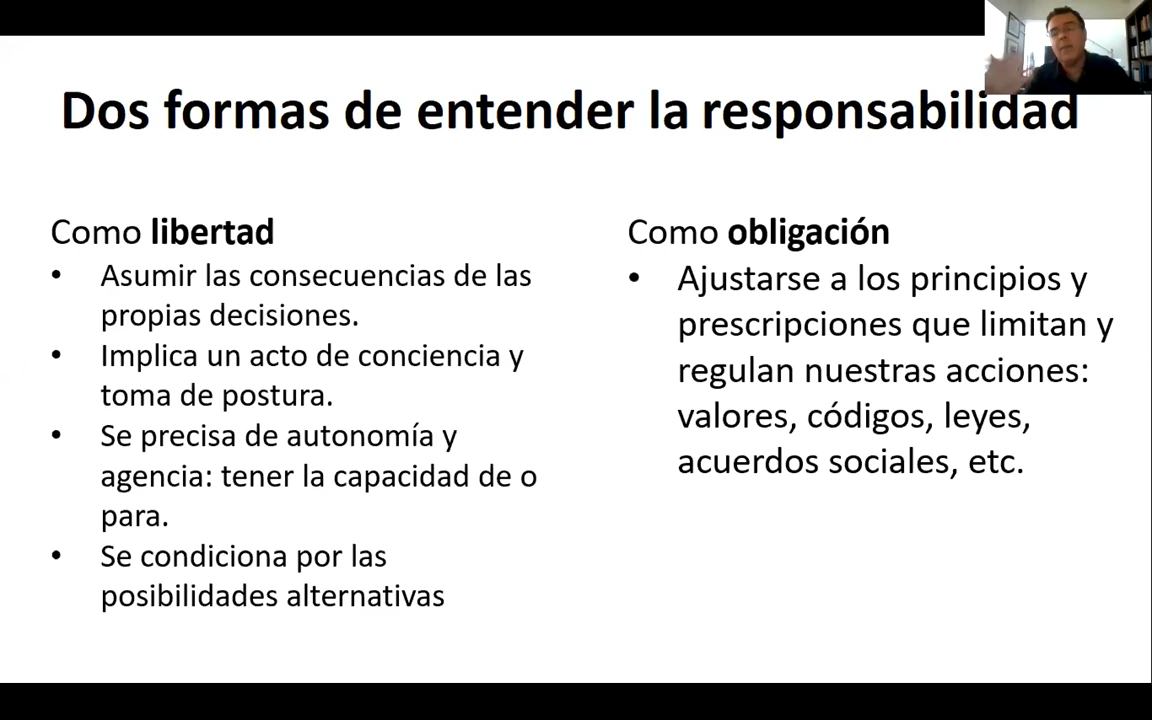 Dos formas de entender la responsabilidad
Como libertad
• Asumir las consecuencias de las
propias decisiones.
• Implica un acto de conciencia y
toma de postura.
• Se precisa de autonomía y
agencia: tener la capacidad de o
para.
• Se condiciona por las
posibilidades alternativas
Como obligación
• Ajustarse a los principios y
prescripciones que limitan y
regulan nuestras acciones:
valores, códigos, leyes,
acuerdos sociales, etc.